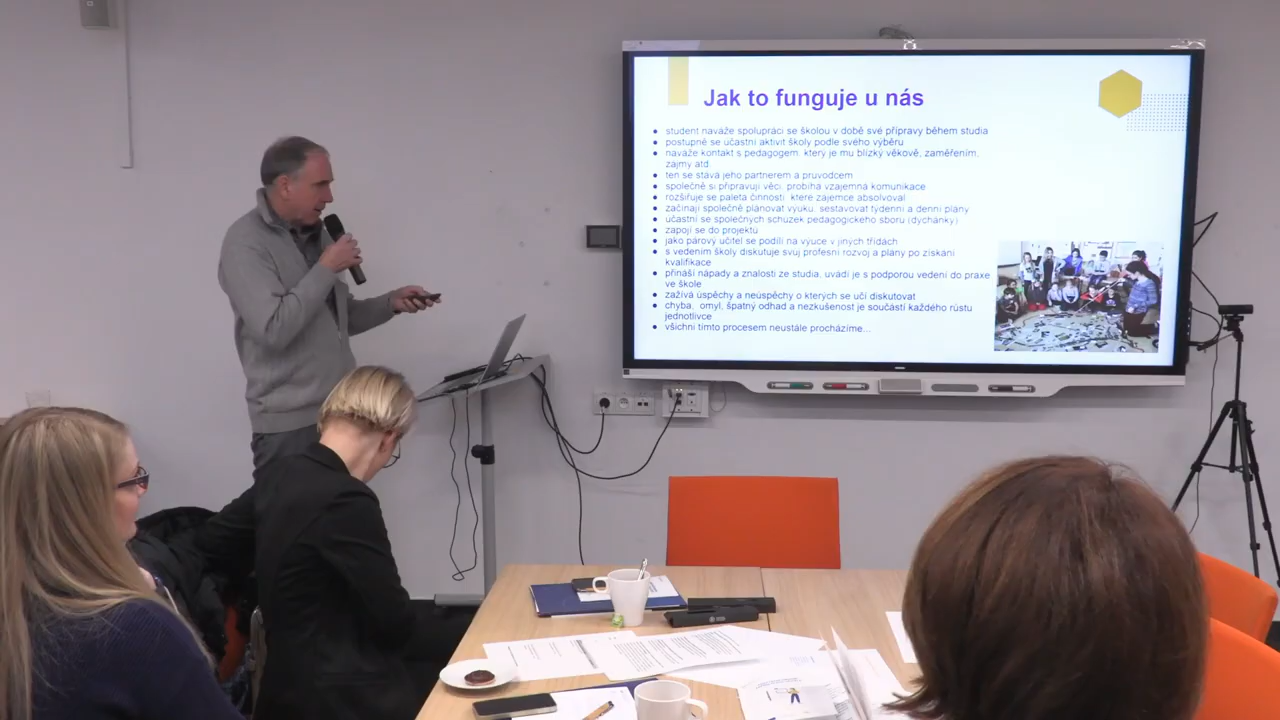 Jak to funguje u nás
student naváže spolupráci se školou v době své přípravy během studia
postupně se účastní aktivit školy podle svého výběru
naváže kontakt s pedagogem, který je mu blízký věkově, zaměřením,
zájmy atd.
ten se stává jeho partnerem a průvodcem
společně si připravují věci, probíhá vzájemná komunikace
rozšiřuje se paleta činností, které zájemce absolvoval
začínají společně plánovat výuku, sestavovat týdenní a denní plány
účastní se společných schůzek pedagogického sboru (dýchánky)
zapojí se do projektu
jako párový učitel se podílí na výuce v jiných třídách
s vedením školy diskutuje svůj profesní rozvoj a plány po získání
kvalifikace
přináší nápady a znalosti ze studia, uvádí je s podporou vedení do praxe
ve škole
zažívá úspěchy a neúspěchy o kterých se učí diskutovat
chyba, omyl, špatný odhad a nezkušenost je součástí každého růstu
jednotlivce
všichni tímto procesem neustále procházíme...